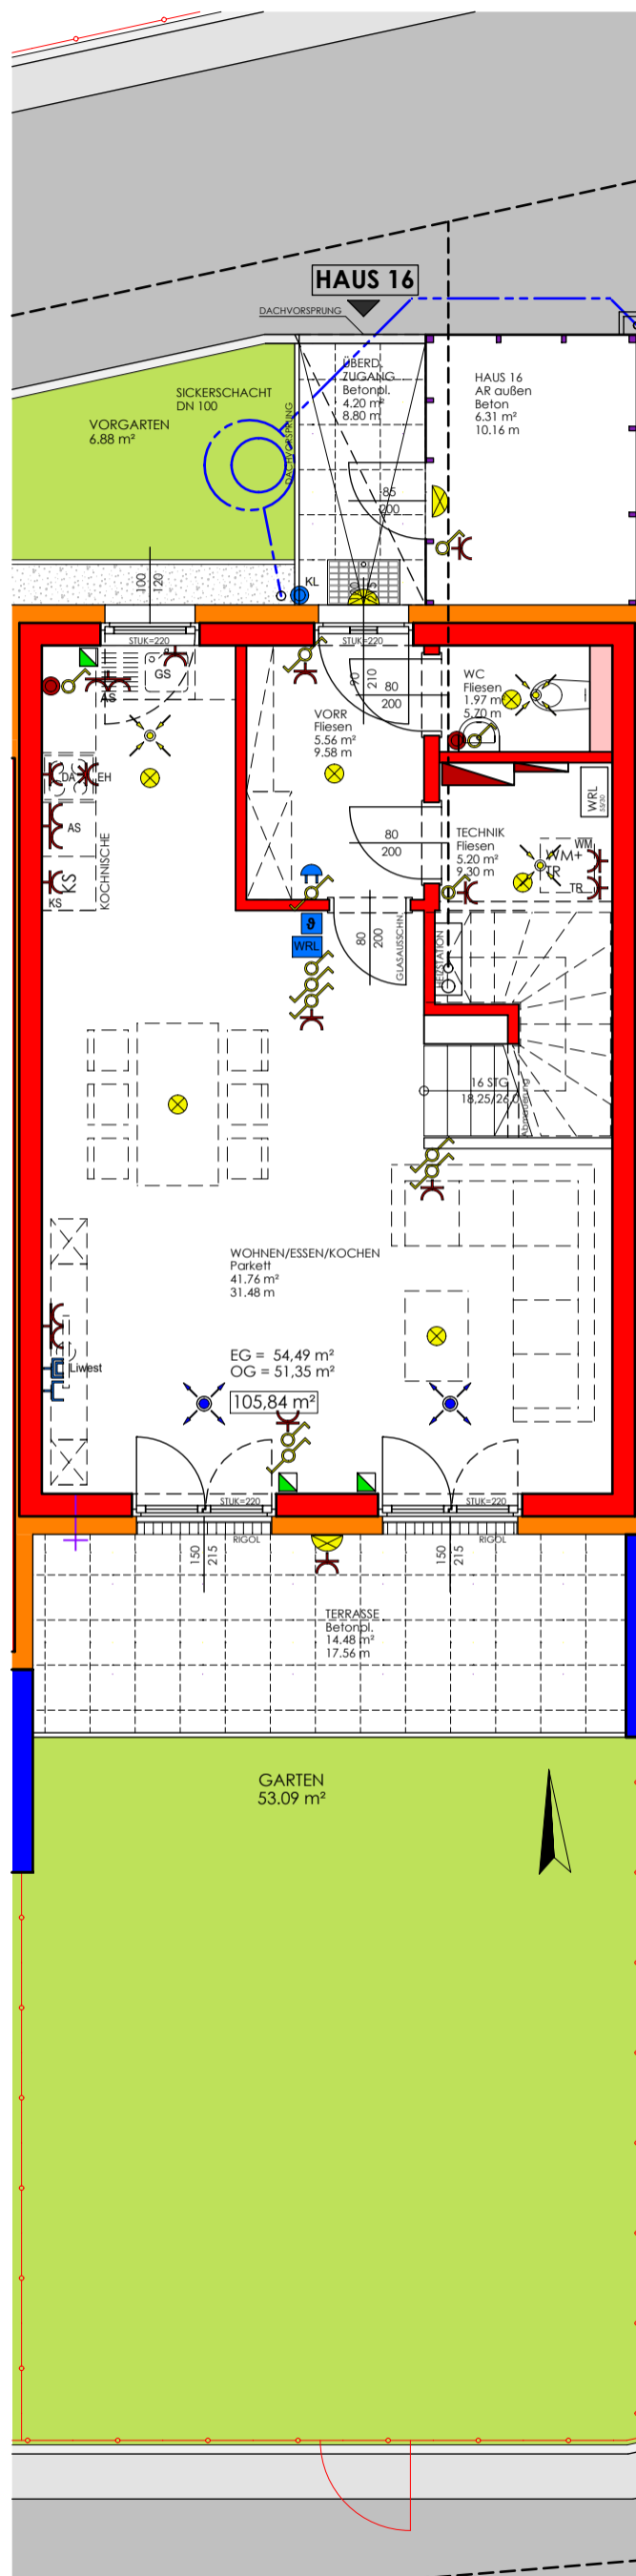 HAUS 16
DACHVORSPRUNG
ÜBERD.
ZUGANG
Betonpl.
4.20 m²
8.80 m
HAUS 16
AR außen
Beton
6.31 m²
10.16 m
SICKERSCHACHT
DN 100
VORGARTEN
6.88 m²
DACHVORSPRUNG
85
200
KL
100
120
STUK=220
STUK=220
GS
AS
90
210
80
200
WC
Fliesen
1.97 m²
5.70 m
VORR
Fliesen
5.56 m²
9.58 m
DA
EH
AS
KS
KS
KOCHNISCHE
80
200
TECHNIK
Fliesen
5.20 m²
9.30 m
WRL
WM
WM+
TR
TR
80
200
GLASAUSSCHN.
HEIZSTATION
WRL
16 STG
18,25/26,0
Abmauerung
WOHNEN/ESSEN/KOCHEN
Parkett
41.76 m²
31.48 m
EG = 54,49 m²
OG = 51,35 m²
105,84 m²
Liwest
STUK=220
STUK=220
RIGOL
RIGOL
150
215
150
215
TERRASSE
Betonpl.
14.48 m²
17.56 m
GARTEN
53.09 m²